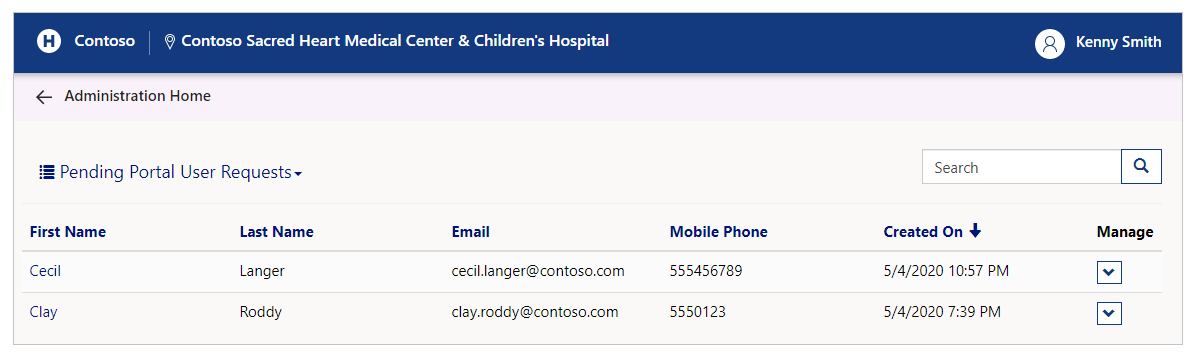 H Contoso Contoso Sacred Heart Medical Center & Children's Hospital Kenny Smith
Administration Home
Pending Portal User Requests Search
First Name Last Name Email Mobile Phone Created On Manage
Cecil Langer cecil.langer@contoso.com 555456789 5/4/2020 10:57 PM
Clay Roddy clay.roddy@contoso.com 5550123 5/4/2020 7:39 PM